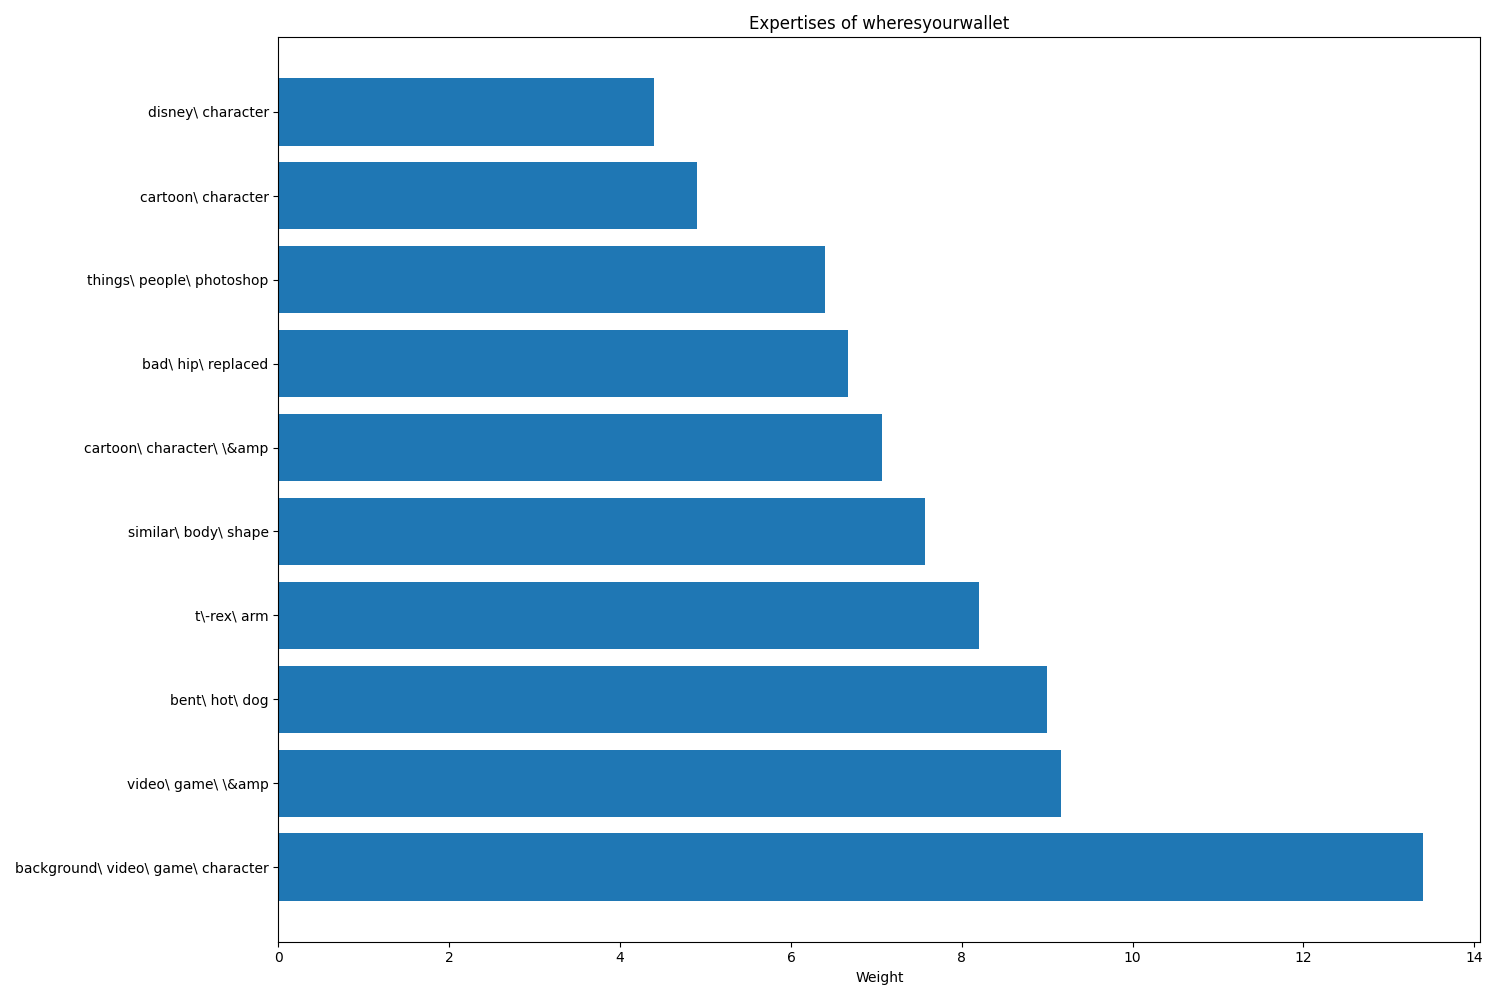 Expertises of wheresyourwallet
disney\ character
cartoon\ character
things\ people\ photoshop
bad\ hip\ replaced
cartoon\ character\ \&amp
similar\ body\ shape
t\-rex\ arm
bent\ hot\ dog
video\ game\ \&amp
background\ video\ game\ character
0 2 4 6 8 10 12 14
Weight